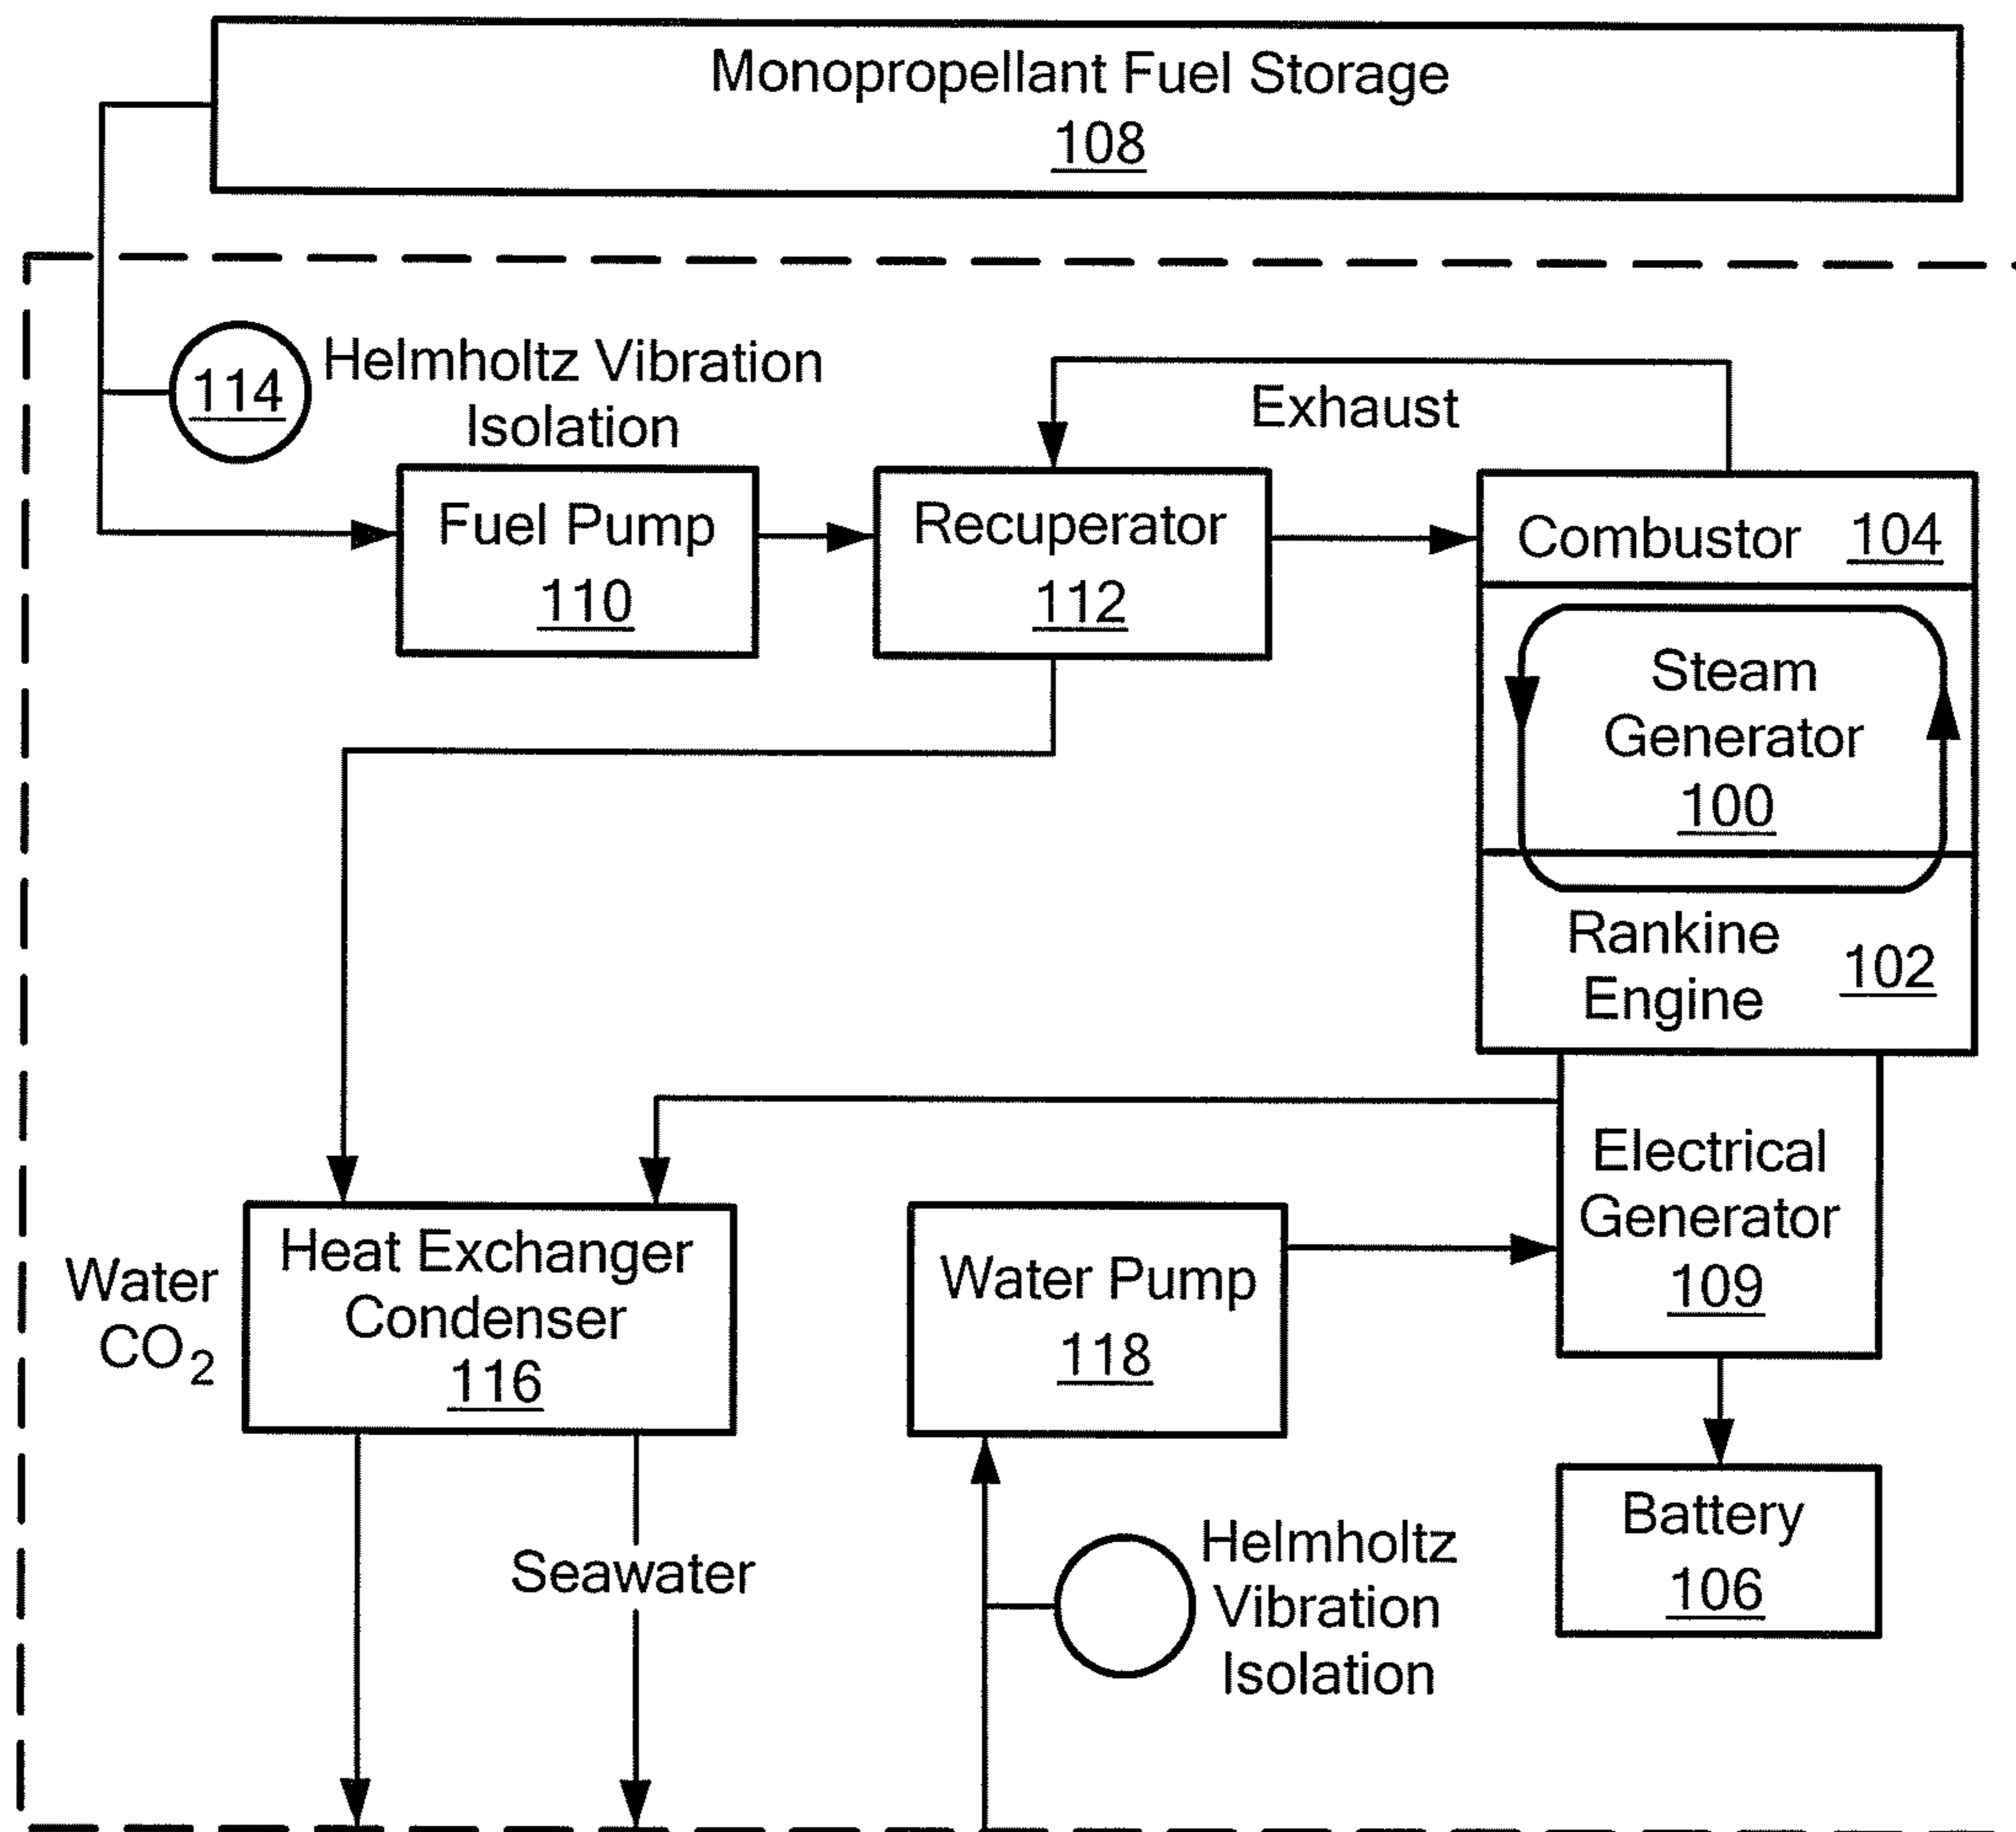 Monopropellant Fuel Storage
108
114
Helmholtz Vibration
Isolation
Exhaust
Fuel Pump
110
Recuperator
112
Combustor 104
Steam
Generator
100
Rankine
Engine
102
Electrical
Generator
109
Water
CO₂
Heat Exchanger
Condenser
116
Water Pump
118
Seawater
Helmholtz
Vibration
Isolation
Battery
106